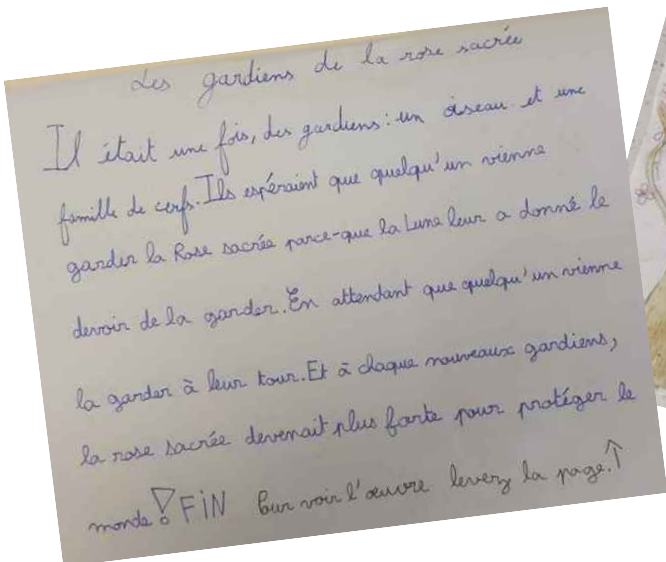 Les gardiens de la rose sacrée
Il était une fois, des gardiens : un oiseau et une
famille de cerfs. Ils espéraient que quelqu'un vienne
garder la Rose sacrée parce-que la Lune leur a donné le
devoir de la garder. En attendant que quelqu'un vienne
la garder à leur tour. Et à chaque nouveaux gardiens,
la rose sacrée devenait plus forte pour protéger le
monde ! FiN Pour voir l'œuvre levez la page. ↑